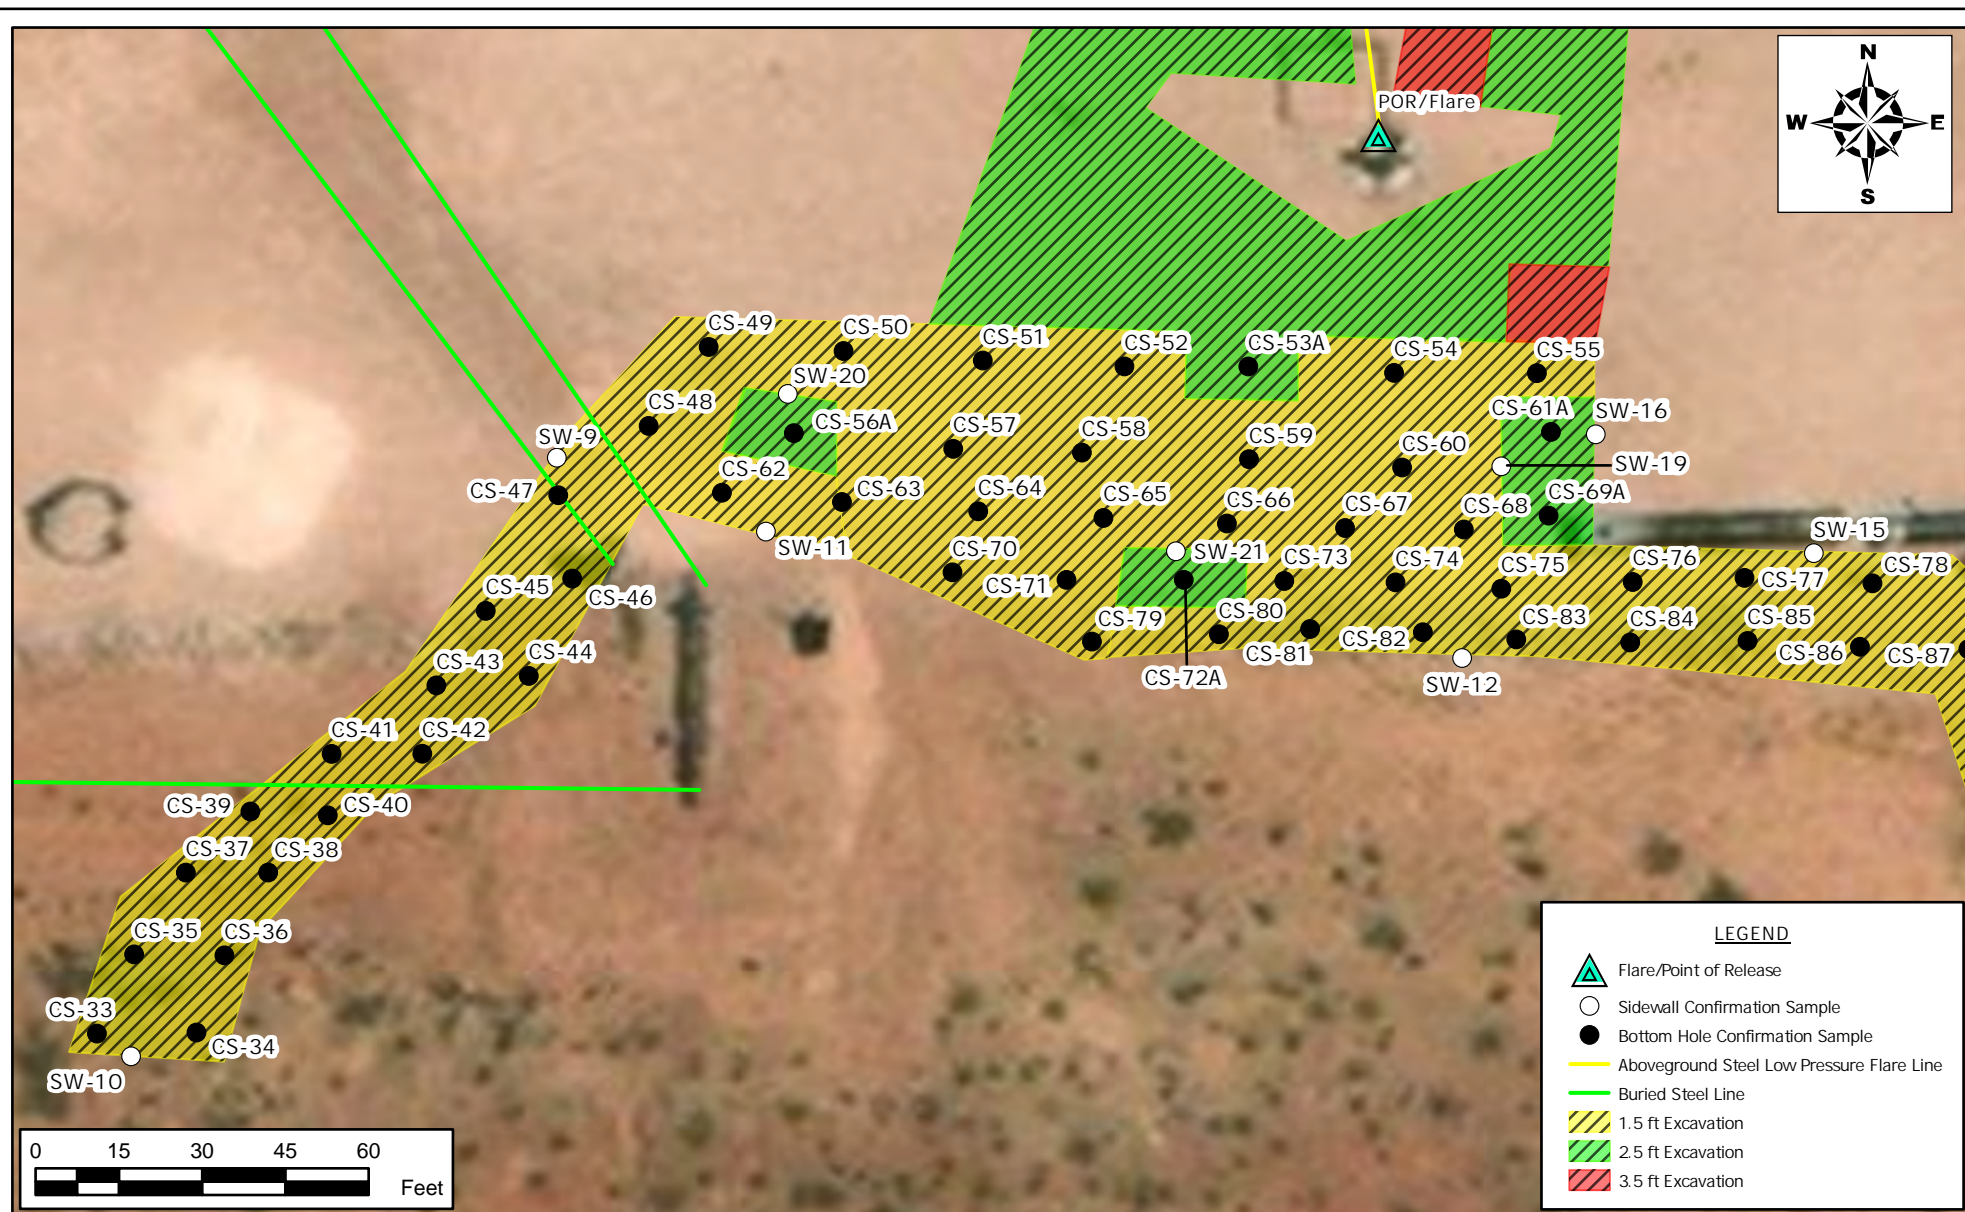 N
W E
S
POR/Flare
CS-49
CS-50
CS-51
CS-52
CS-53A
CS-54
CS-55
SW-20
CS-48
CS-56A
CS-57
CS-58
CS-59
CS-60
CS-61A
SW-16
SW-9
SW-19
CS-47
CS-62
CS-63
CS-64
CS-65
CS-66
CS-67
CS-68
CS-69A
SW-11
CS-70
CS-71
SW-21
CS-73
CS-74
CS-75
CS-76
SW-15
CS-77
CS-78
CS-45
CS-46
CS-79
CS-80
CS-81
CS-82
CS-83
CS-84
CS-85
CS-86
CS-87
CS-72A
SW-12
CS-43
CS-44
CS-41
CS-42
CS-39
CS-40
CS-37
CS-38
CS-35
CS-36
CS-33
CS-34
SW-10
0 15 30 45 60
Feet
LEGEND
Flare/Point of Release
Sidewall Confirmation Sample
Bottom Hole Confirmation Sample
Aboveground Steel Low Pressure Flare Line
Buried Steel Line
1.5 ft Excavation
2.5 ft Excavation
3.5 ft Excavation